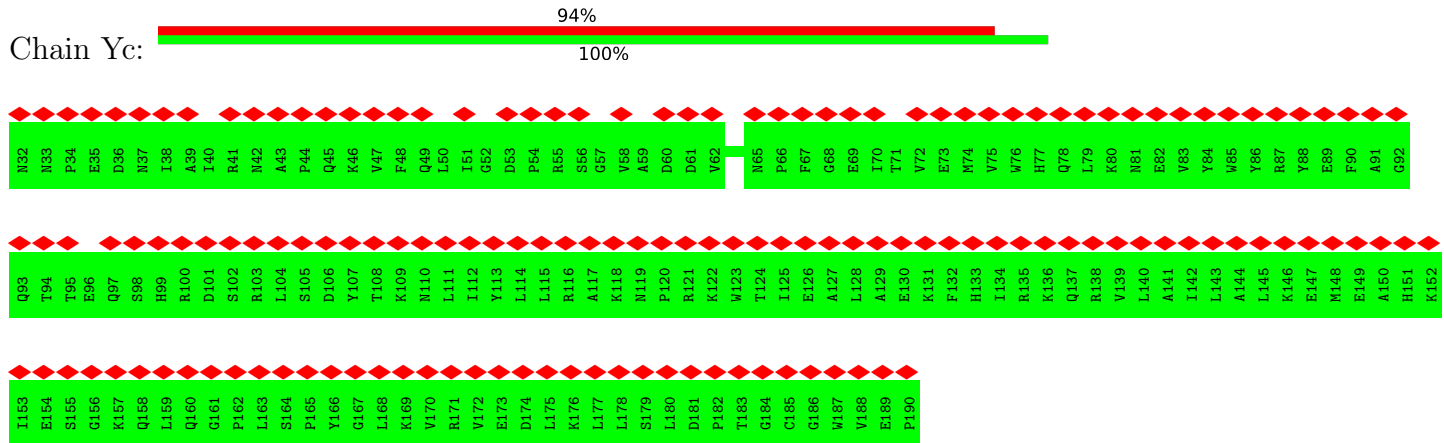 94%
Chain Yc:
100%
N32 N33 P34 E35 D36 N37 I38 A39 I40 R41 N42 A43 P44 Q45 K46 V47 F48 Q49 L50 I51 G52 D53 P54 R55 S56 G57 V58 A59 D60 D61 V62 N65 P66 F67 G68 E69 I70 T71 V72 E73 M74 V75 W76 H77 Q78 L79 K80 N81 E82 V83 Y84 W85 Y86 R87 Y88 E89 F90 A91 G92
Q93 T94 T95 E96 Q97 S98 H99 R100 D101 S102 R103 L104 S105 D106 Y107 T108 K109 N110 L111 I112 Y113 L114 L115 R116 A117 K118 N119 P120 R121 K122 W123 T124 I125 E126 A127 L128 A129 E130 K131 F132 H133 I134 R135 K136 Q137 R138 V139 L140 A141 I142 L143 A144 L145 K146 E147 M148 E149 A150 H151 K152
I153 E154 S155 G156 K157 Q158 L159 Q160 G161 P162 L163 S164 P165 Y166 G167 L168 K169 V170 R171 V172 E173 D174 L175 K176 L177 L178 S179 L180 D181 P182 T183 G184 C185 G186 W187 V188 E189 P190